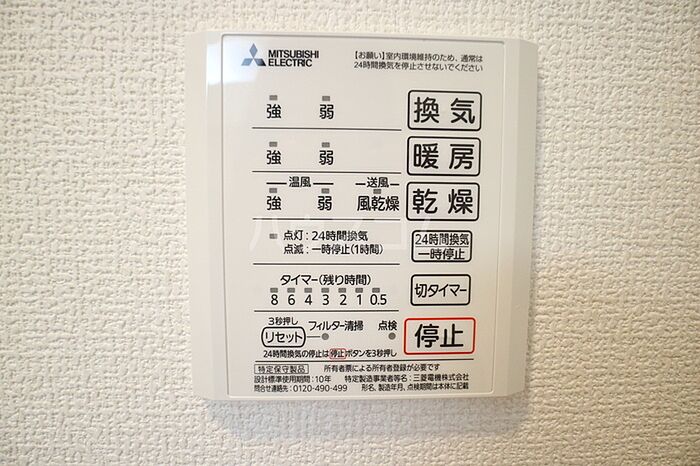 MITSUBISHI
ELECTRIC
【お願い】室内環境維持のため、通常は
24時間換気を停止させないでください
強 弱 換気
強 弱 暖房
温風 送風
強 弱 風乾燥 乾燥
点灯:24時間換気
点滅:一時停止(1時間)
24時間換気
一時停止
タイマー(残り時間)
8 6 4 3 2 1 0.5
切タイマー
3秒押し
リセット フィルター清掃 点検
停止
24時間換気の停止は停止ボタンを3秒押し
特定保守製品 所有者票による所有者登録が必要です
設計標準使用期間:10年 特定製造事業者等名:三菱電機株式会社
問合せ連絡先:0120-490-499 形名、製造年月、点検期間は本体に記載